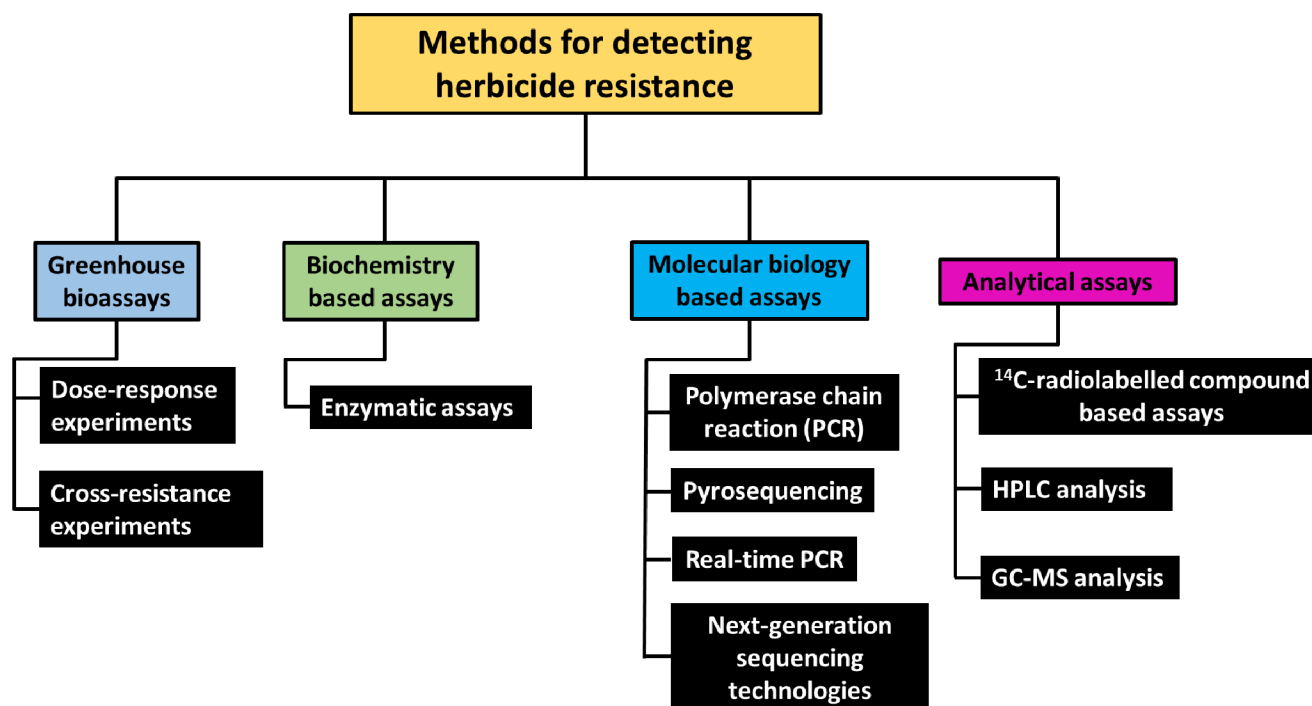 Methods for detecting
herbicide resistance
Greenhouse
bioassays
Biochemistry
based assays
Molecular biology
based assays
Analytical assays
Dose-response
experiments
Cross-resistance
experiments
Enzymatic assays
Polymerase chain
reaction (PCR)
Pyrosequencing
Real-time PCR
Next-generation
sequencing
technologies
¹⁴C-radiolabelled compound
based assays
HPLC analysis
GC-MS analysis